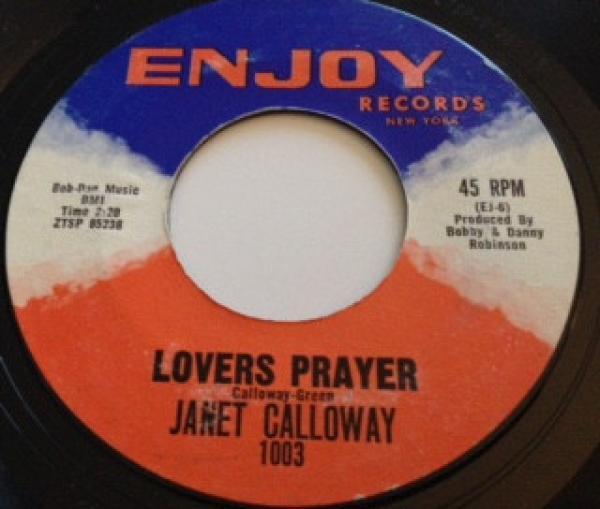 ENJOY
RECORDS
NEW YORK
Bob-Dan Music
BMI
Time 2:20
ZTSP 85238
45 RPM
(EJ-6)
Produced By
Bobby & Danny
Robinson
LOVERS PRAYER
Calloway-Green
JANET CALLOWAY
1003